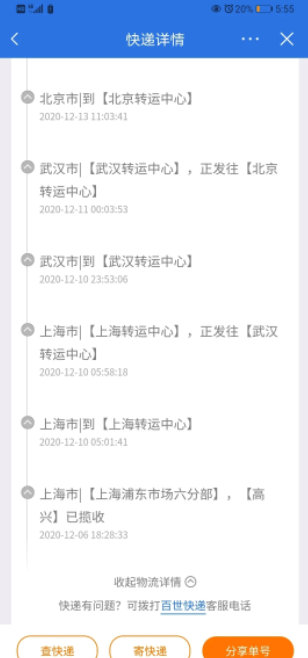 20% 5:55
快递详情
北京市|到【北京转运中心】
2020-12-13 11:03:41
武汉市|【武汉转运中心】，正发往【北京
转运中心】
2020-12-11 00:03:53
武汉市|到【武汉转运中心】
2020-12-10 23:53:06
上海市|【上海转运中心】，正发往【武汉
转运中心】
2020-12-10 05:58:18
上海市|到【上海转运中心】
2020-12-10 05:01:41
上海市|【上海浦东市场六分部】，【高
兴】已揽收
2020-12-06 18:28:33
收起物流详情
快递有问题？可拨打百世快递客服电话
查快递 寄快递 分享单号